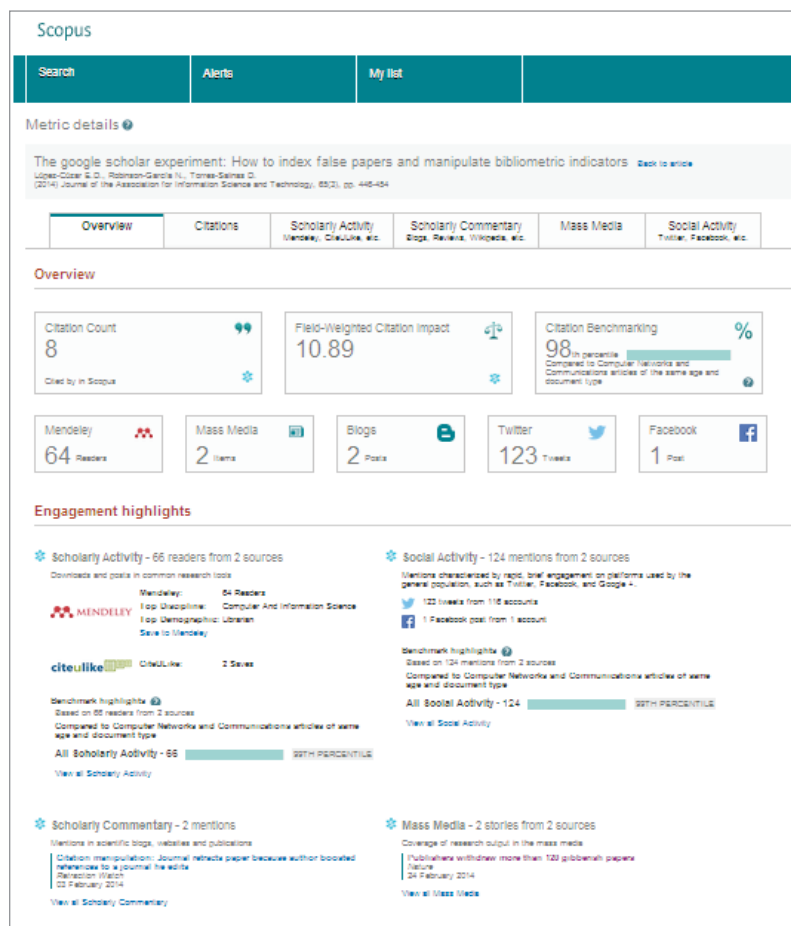 Scopus
Search Alerts My list
Metric details
The google scholar experiment: How to index false papers and manipulate bibliometric indicators Back to article
López-Cózar E.D., Robinson-García N., Torres-Salinas D.
(2014) Journal of the Association for Information Science and Technology, 65(3), pp. 446-454
Overview Citations Scholarly Activity Scholarly Commentary Mass Media Social Activity
Mendeley, CiteULike, etc. Blogs, Reviews, Wikipedia, etc. Twitter, Facebook, etc.
Overview
Citation Count
8
Cited by in Scopus
Field-Weighted Citation Impact
10.89
Citation Benchmarking
%
98th percentile
Compared to Computer Networks and
Communications articles of the same age and
document type
Mendeley
64 Readers
Mass Media
2 Items
Blogs
2 Posts
Twitter
123 Tweets
Facebook
1 Post
Engagement highlights
Scholarly Activity - 66 readers from 2 sources
Downloads and posts in common research tools
MENDELEY
Mendeley: 64 Readers
Top Discipline: Computer And Information Science
Top Demographic: Librarian
Save to Mendeley
citeulike
CiteULike: 2 Saves
Benchmark highlights
Based on 66 readers from 2 sources
Compared to Computer Networks and Communications articles of same
age and document type
All Scholarly Activity - 66 99TH PERCENTILE
View all Scholarly Activity
Social Activity - 124 mentions from 2 sources
Mentions characterized by rapid, brief engagement on platforms used by the
general population, such as Twitter, Facebook, and Google +.
123 tweets from 116 accounts
1 Facebook post from 1 account
Benchmark highlights
Based on 124 mentions from 2 sources
Compared to Computer Networks and Communications articles of same
age and document type
All Social Activity - 124 99TH PERCENTILE
View all Social Activity
Scholarly Commentary - 2 mentions
Mentions in scientific blogs, websites and publications
Citation manipulation: Journal retracts paper because author boosted
references to a journal he edits
Retraction Watch
03 February 2014
View all Scholarly Commentary
Mass Media - 2 stories from 2 sources
Coverage of research output in the mass media
Publishers withdraw more than 120 gibberish papers
Nature
24 February 2014
View all Mass Media